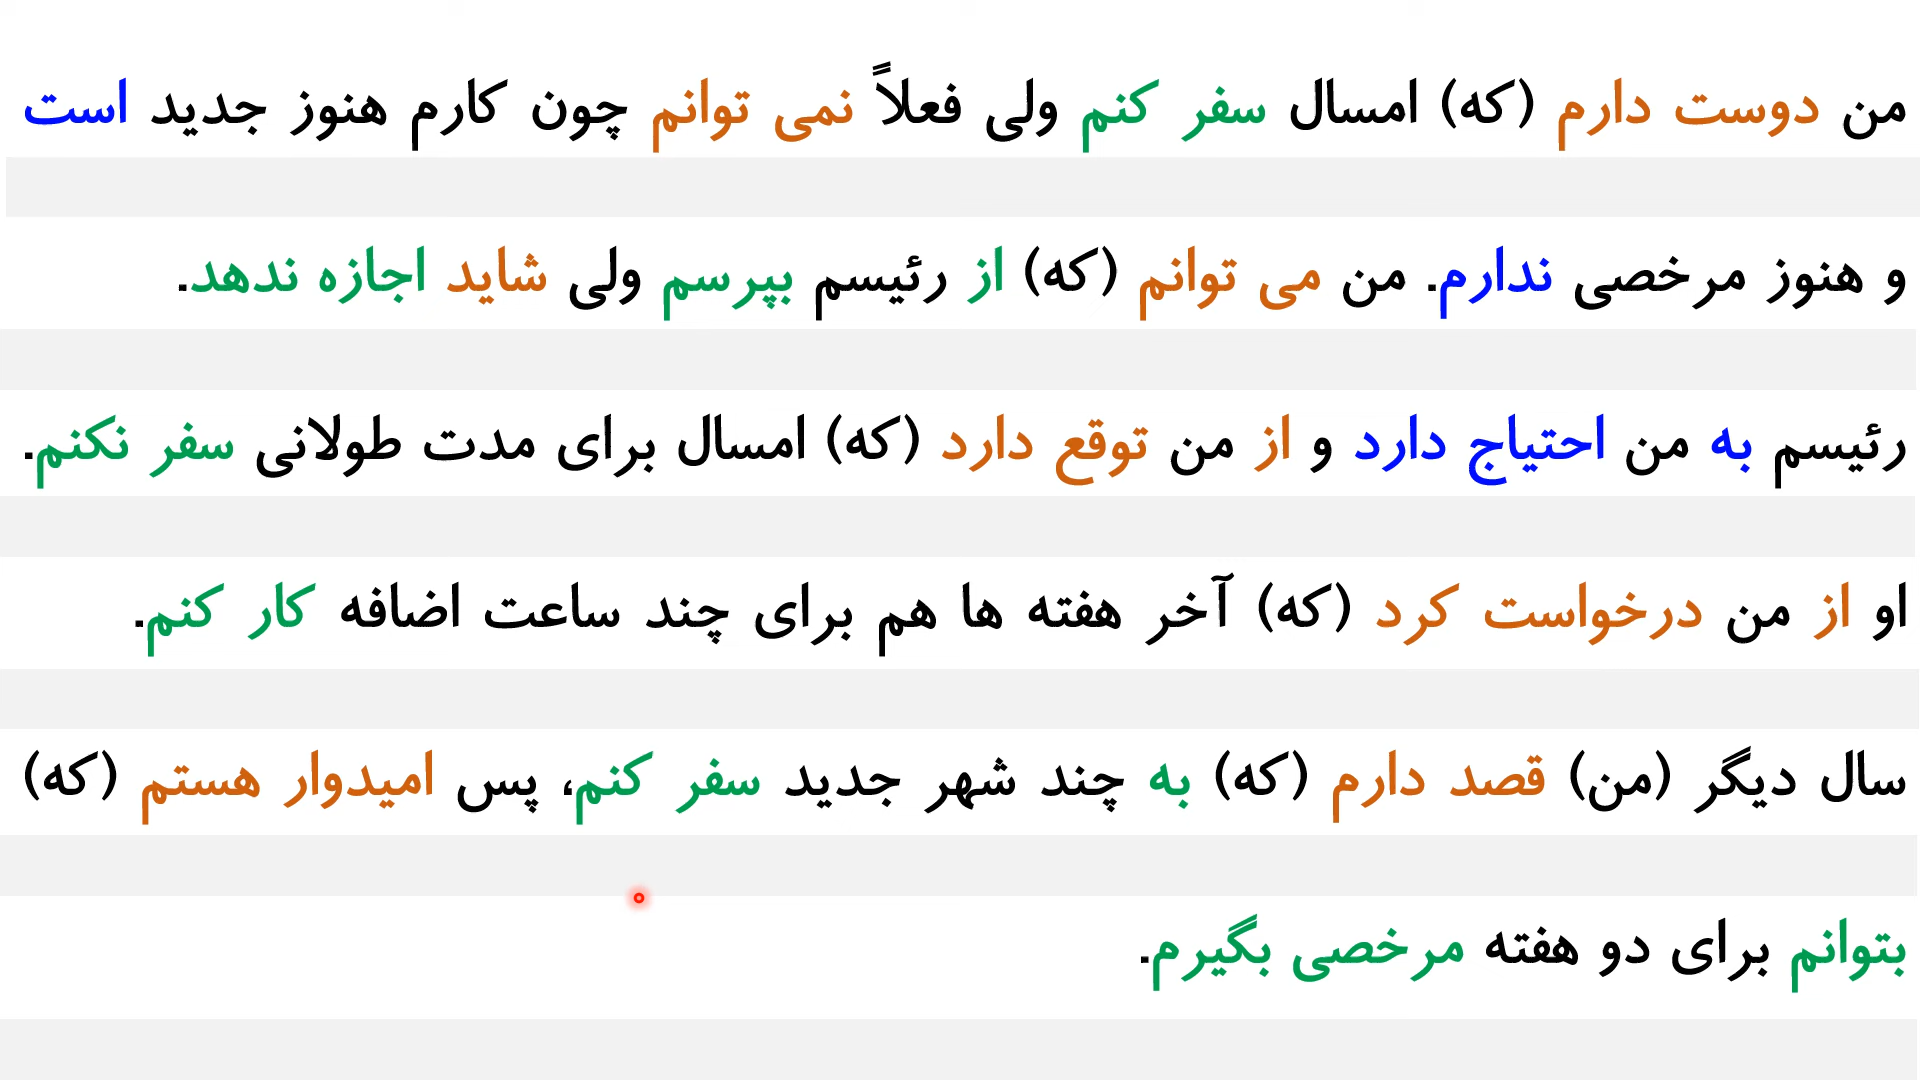 من دوست دارم (که) امسال سفر کنم ولی فعلاً نمی توانم چون کارم هنوز جدید است
و هنوز مرخصی ندارم. من می توانم (که) از رئیسم بپرسم ولی شاید اجازه ندهد.
رئیسم به من احتیاج دارد و از من توقع دارد (که) امسال برای مدت طولانی سفر نکنم.
او از من درخواست کرد (که) آخر هفته ها هم برای چند ساعت اضافه کار کنم.
سال دیگر (من) قصد دارم (که) به چند شهر جدید سفر کنم، پس امیدوار هستم (که)
بتوانم برای دو هفته مرخصی بگیرم.